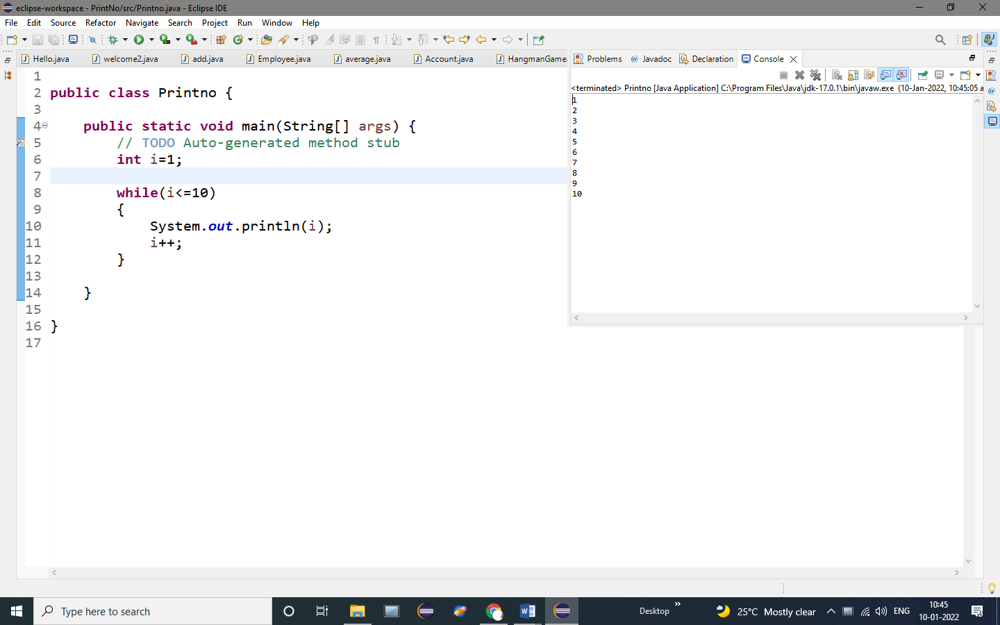 eclipse-workspace - PrintNo/src/Printno.java - Eclipse IDE
File Edit Source Refactor Navigate Search Project Run Window Help
Hello.java welcome2.java add.java Employee.java average.java Account.java HangmanGame.
Problems @ Javadoc Declaration Console
<terminated> Printno [Java Application] C:\Program Files\Java\jdk-17.0.1\bin\javaw.exe (10-Jan-2022, 10:45:05 a
1
2 public class Printno {
3
4 public static void main(String[] args) {
5 // TODO Auto-generated method stub
6 int i=1;
7
8 while(i<=10)
9 {
10 System.out.println(i);
11 i++;
12 }
13
14 }
15
16 }
17
1
2
3
4
5
6
7
8
9
10
Type here to search
Desktop
25°C Mostly clear
ENG
10:45
10-01-2022